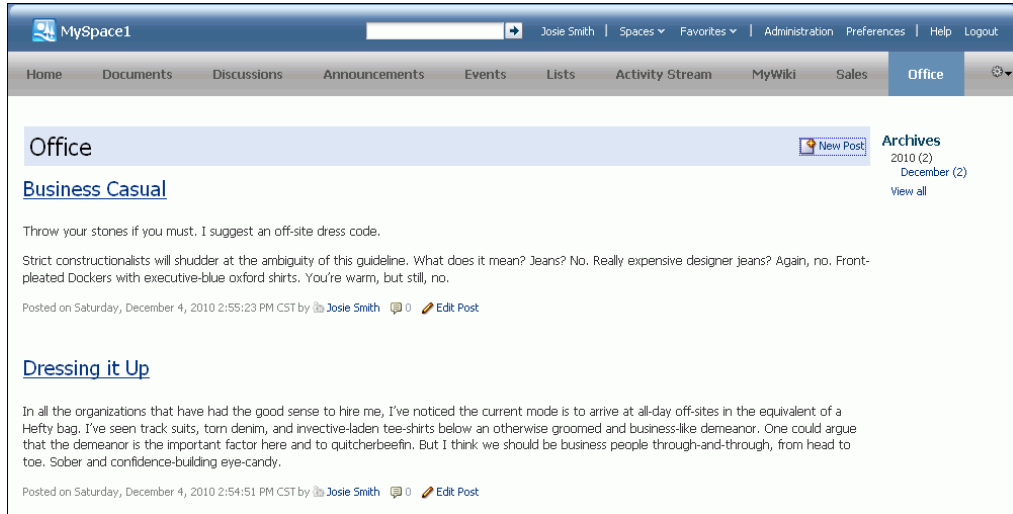 MySpace1 Josie Smith | Spaces Favorites | Administration Preferences | Help Logout
Home Documents Discussions Announcements Events Lists Activity Stream MyWiki Sales Office
Office New Post
Archives
2010 (2)
December (2)
View all
Business Casual
Throw your stones if you must. I suggest an off-site dress code.
Strict constructionalists will shudder at the ambiguity of this guideline. What does it mean? Jeans? No. Really expensive designer jeans? Again, no. Front-
pleated Dockers with executive-blue oxford shirts. You're warm, but still, no.
Posted on Saturday, December 4, 2010 2:55:23 PM CST by Josie Smith 0 Edit Post
Dressing it Up
In all the organizations that have had the good sense to hire me, I've noticed the current mode is to arrive at all-day off-sites in the equivalent of a
Hefty bag. I've seen track suits, torn denim, and invective-laden tee-shirts below an otherwise groomed and business-like demeanor. One could argue
that the demeanor is the important factor here and to quitcherbeefin. But I think we should be business people through-and-through, from head to
toe. Sober and confidence-building eye-candy.
Posted on Saturday, December 4, 2010 2:54:51 PM CST by Josie Smith 0 Edit Post